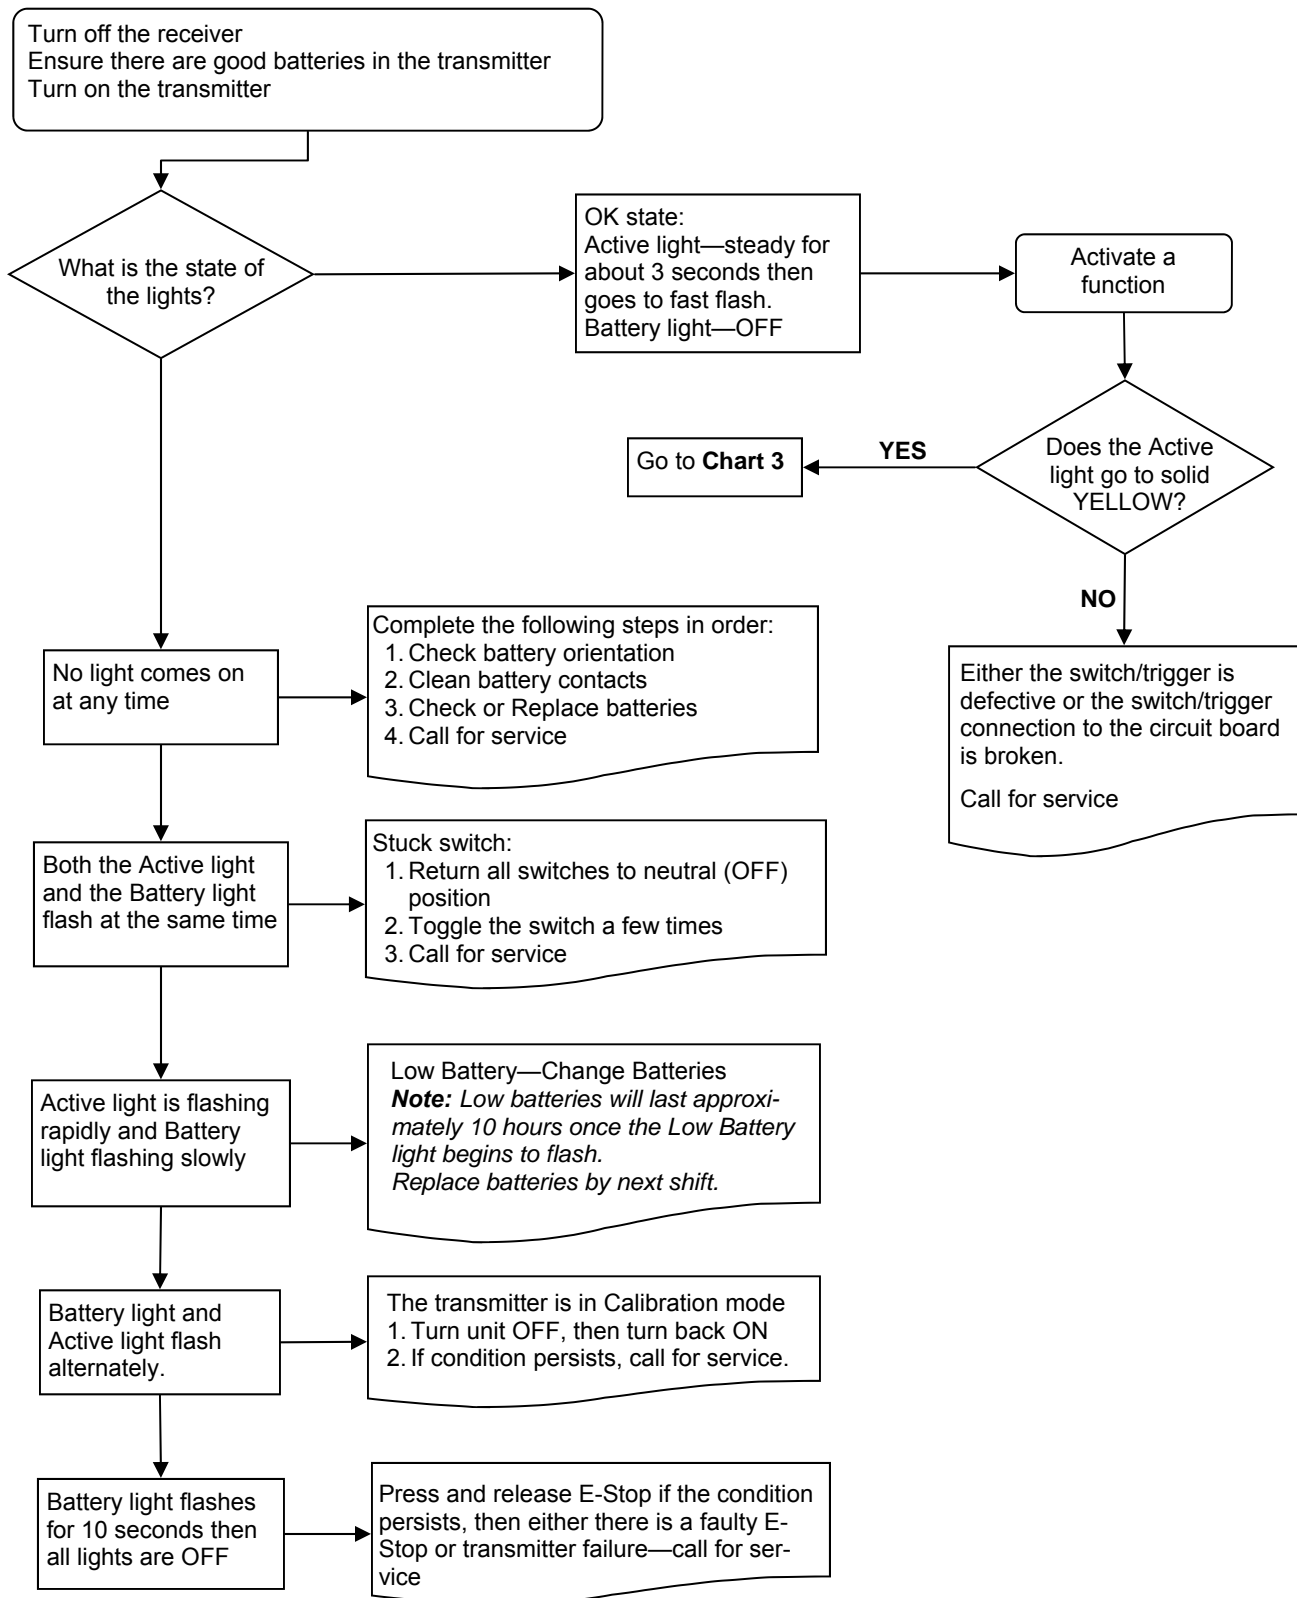 Turn off the receiver
Ensure there are good batteries in the transmitter
Turn on the transmitter
What is the state of
the lights?
OK state:
Active light—steady for
about 3 seconds then
goes to fast flash.
Battery light—OFF
Activate a
function
Does the Active
light go to solid
YELLOW?
YES
Go to Chart 3
NO
Either the switch/trigger is
defective or the switch/trigger
connection to the circuit board
is broken.
Call for service
No light comes on
at any time
Complete the following steps in order:
1. Check battery orientation
2. Clean battery contacts
3. Check or Replace batteries
4. Call for service
Both the Active light
and the Battery light
flash at the same time
Stuck switch:
1. Return all switches to neutral (OFF)
position
2. Toggle the switch a few times
3. Call for service
Active light is flashing
rapidly and Battery
light flashing slowly
Low Battery—Change Batteries
Note: Low batteries will last approxi-
mately 10 hours once the Low Battery
light begins to flash.
Replace batteries by next shift.
Battery light and
Active light flash
alternately.
The transmitter is in Calibration mode
1. Turn unit OFF, then turn back ON
2. If condition persists, call for service.
Battery light flashes
for 10 seconds then
all lights are OFF
Press and release E-Stop if the condition
persists, then either there is a faulty E-
Stop or transmitter failure—call for ser-
vice